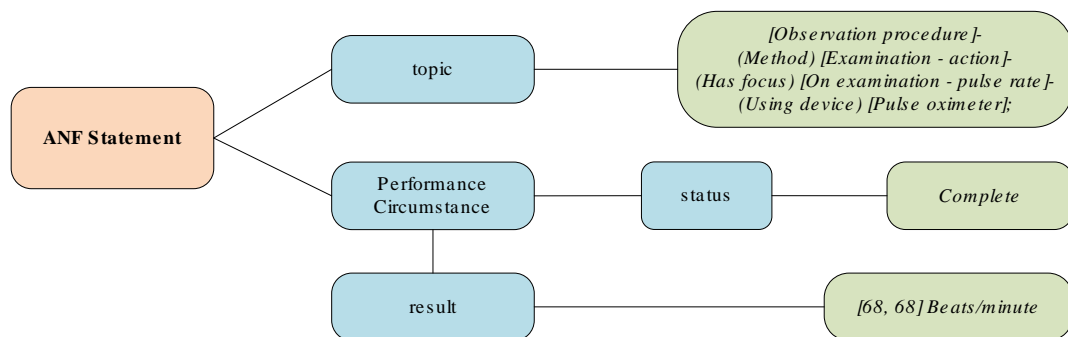 ANF Statement
topic
[Observation procedure]-
(Method) [Examination - action]-
(Has focus) [On examination - pulse rate]-
(Using device) [Pulse oximeter];
Performance
Circumstance
status
Complete
result
[68, 68] Beats/minute